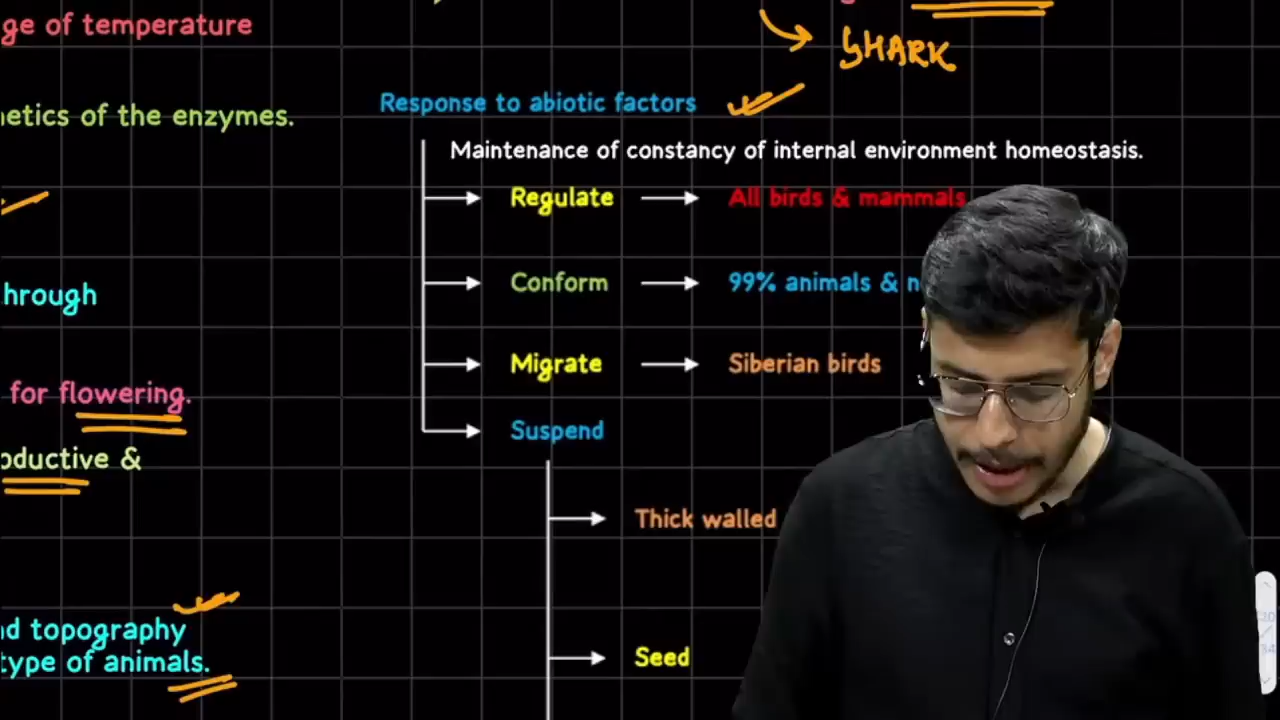 ge of temperature
SHARK
netics of the enzymes.
Response to abiotic factors
Maintenance of constancy of internal environment homeostasis.
Regulate → All birds & mammals
Conform → 99% animals &
hrough
Migrate → Siberian birds
for flowering.
Suspend
oductive &
Thick walled
nd topography
type of animals.
Seed